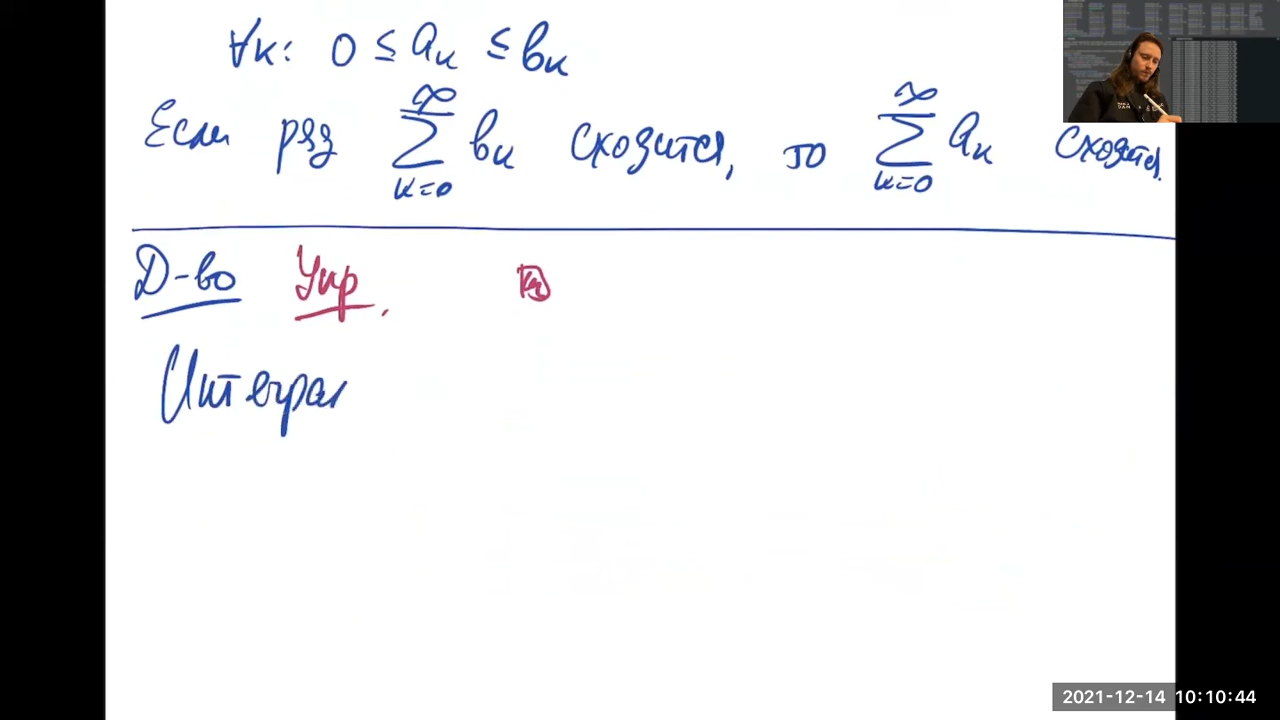 ∀k: 0 ≤ aₖ ≤ bₖ
Если ряд ∑_{k=0}^{∞} bₖ сходится, то ∑_{k=0}^{∞} aₖ сходится.
Д-во Упр.
Интеграл
2021-12-14 10:10:44